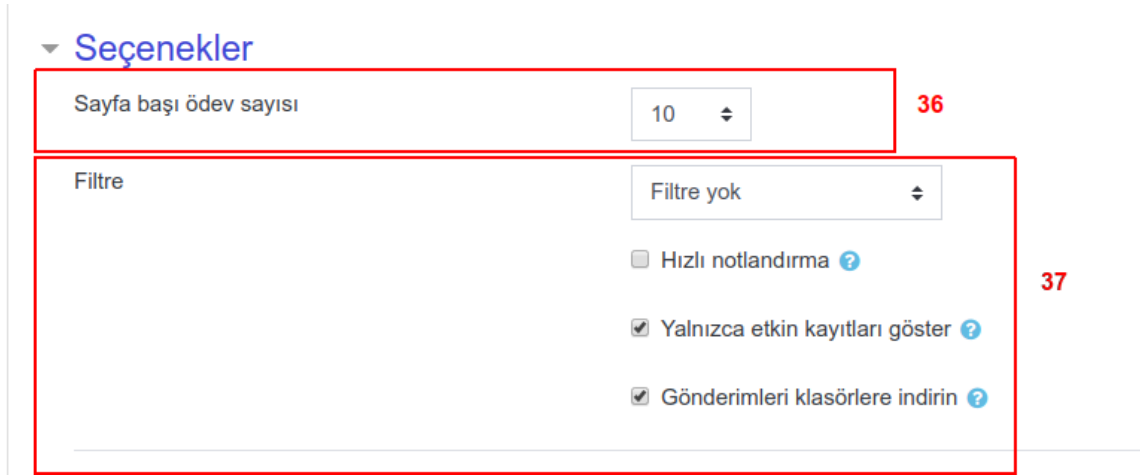 Seçenekler
Sayfa başı ödev sayısı 10 36
Filtre Filtre yok
Hızlı notlandırma ?
37
Yalnızca etkin kayıtları göster ?
Gönderimleri klasörlere indirin ?